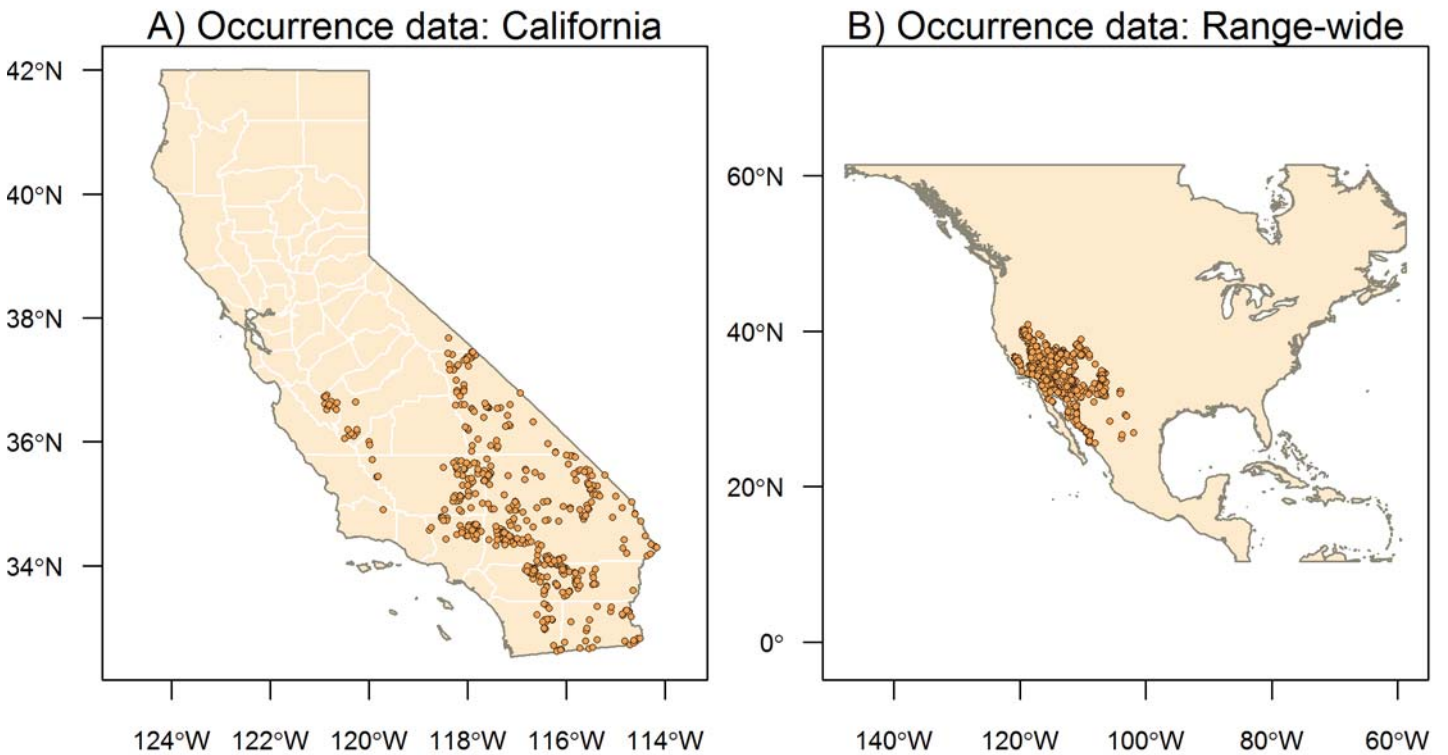 A) Occurrence data: California
42°N
40°N
38°N
36°N
34°N
124°W 122°W 120°W 118°W 116°W 114°W
B) Occurrence data: Range-wide
60°N
40°N
20°N
0°
140°W 120°W 100°W 80°W 60°W